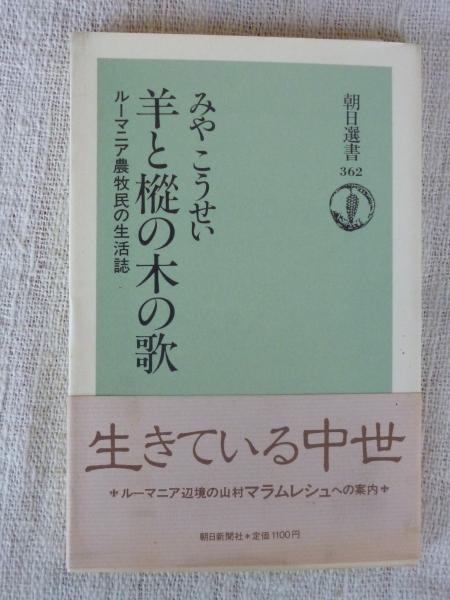 朝日選書
362
みや こうせい
羊と樅の木の歌
ルーマニア農牧民の生活誌
生きている中世
ルーマニア辺境の山村マラムレシュへの案内
朝日新聞社*定価1100円